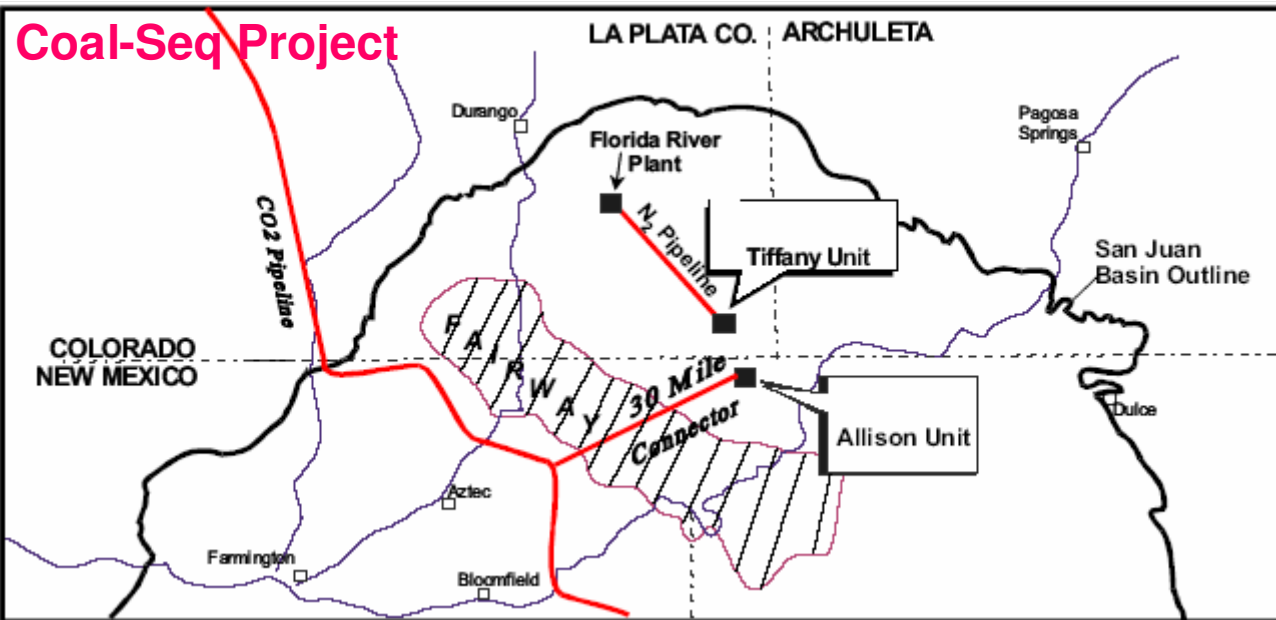 Coal-Seq Project
LA PLATA CO.
ARCHULETA
Durango
Florida River
Plant
Pagosa
Springs
CO2 Pipeline
N2 Pipeline
Tiffany Unit
San Juan
Basin Outline
FAIRWAY
COLORADO
NEW MEXICO
30 Mile
Connector
Allison Unit
Dulce
Aztec
Farmington
Bloomfield